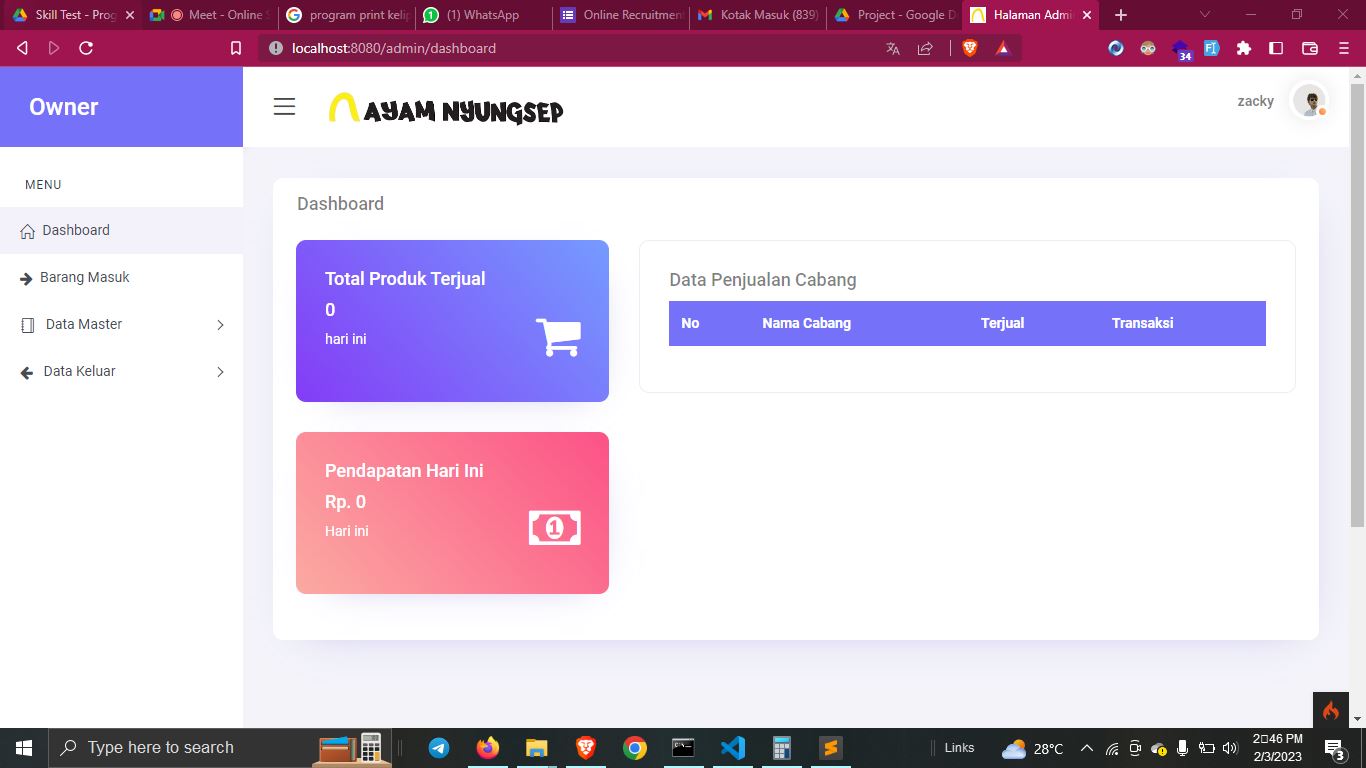 Skill Test - Prog
Meet - Online S
program print kelip
(1) WhatsApp
Online Recruitment
Kotak Masuk (839)
Project - Google D
Halaman Admi
localhost:8080/admin/dashboard
34
Owner
AYAM NYUNGSEP
zacky
MENU
Dashboard
Barang Masuk
Data Master
Data Keluar
Dashboard
Total Produk Terjual
0
hari ini
Data Penjualan Cabang
No Nama Cabang Terjual Transaksi
Pendapatan Hari Ini
Rp. 0
Hari ini
1
Type here to search
Links
28°C
2:46 PM
2/3/2023
3